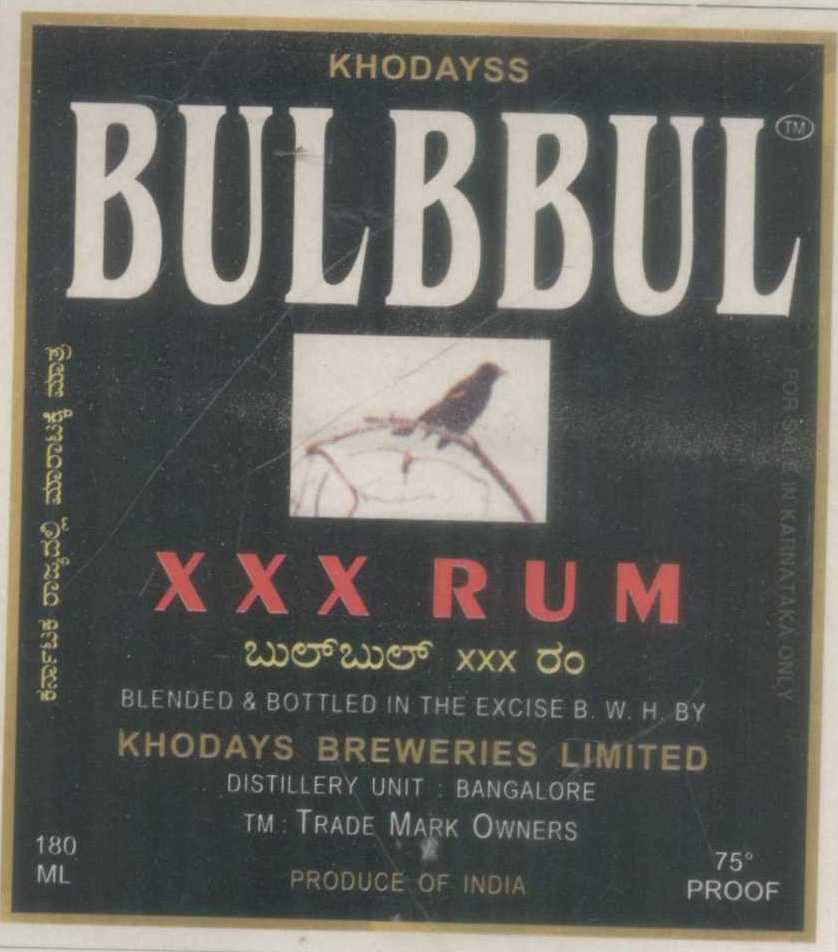 KHODAYSS
BULBBUL
TM
ಕರ್ನಾಟಕ ರಾಜ್ಯದಲ್ಲಿ ಮಾರಾಟಕ್ಕೆ ಮಾತ್ರ
FOR SALE IN KARNATAKA ONLY
XXX RUM
ಬುಲ್‌ಬುಲ್ xxx ರಂ
BLENDED & BOTTLED IN THE EXCISE B. W. H. BY
KHODAYS BREWERIES LIMITED
DISTILLERY UNIT : BANGALORE
TM : TRADE MARK OWNERS
180 ML
PRODUCE OF INDIA
75° PROOF